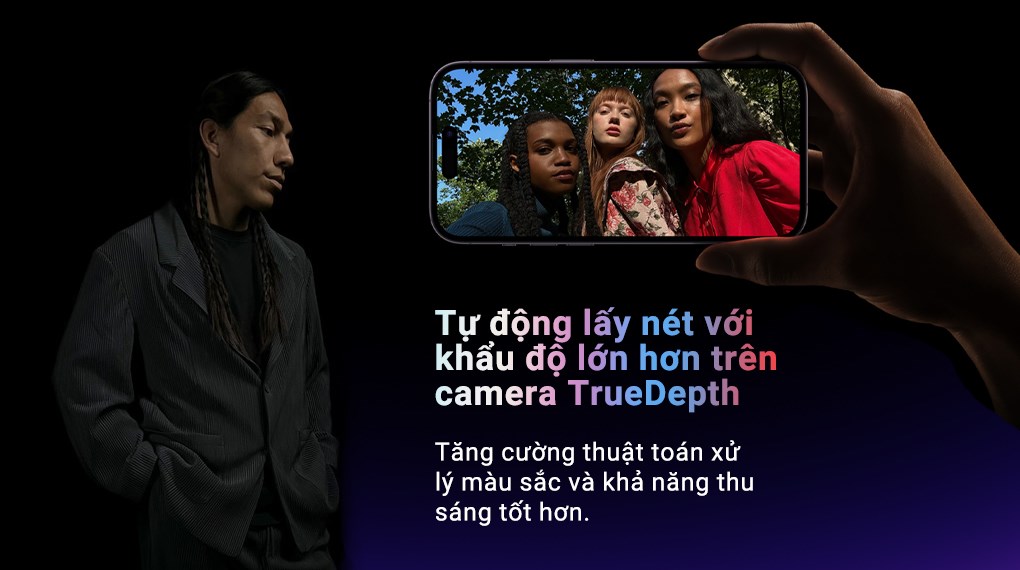 Tự động lấy nét với
khẩu độ lớn hơn trên
camera TrueDepth
Tăng cường thuật toán xử
lý màu sắc và khả năng thu
sáng tốt hơn.